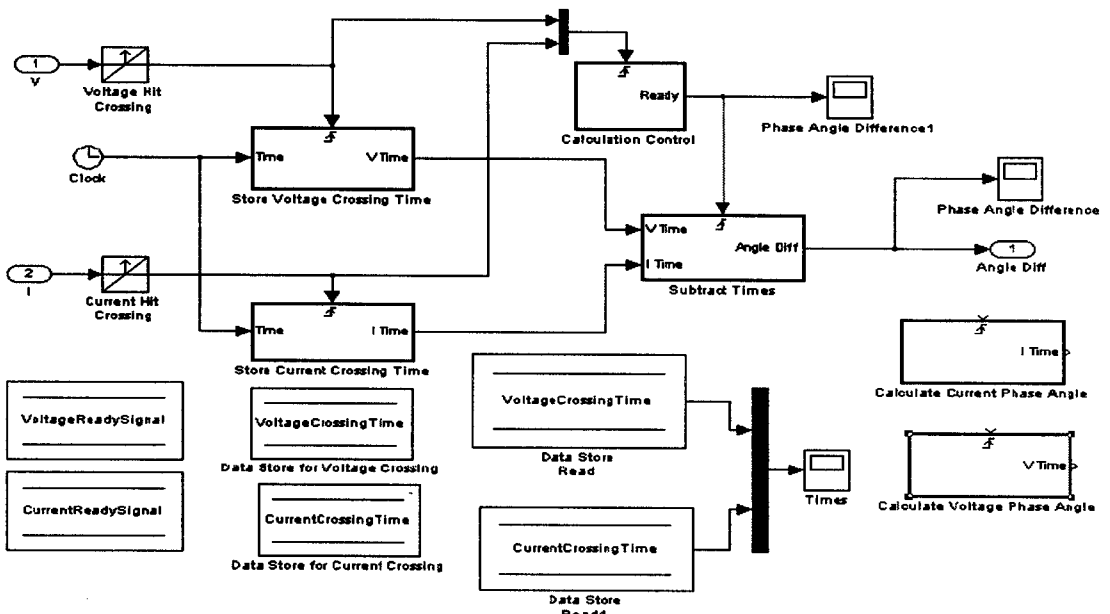 1
V
Voltage Hit
Crossing
Ready
Calculation Control
Phase Angle Difference1
Clock
Time
V Time
Store Voltage Crossing Time
Phase Angle Difference
V Time
Angle Diff
I Time
Subtract Times
1
Angle Diff
2
I
Current Hit
Crossing
Time
I Time
Store Current Crossing Time
I Time
Calculate Current Phase Angle
VoltageReadySignal
VoltageCrossingTime
Data Store for Voltage Crossing
VoltageCrossingTime
Data Store
Read
Times
V Time
Calculate Voltage Phase Angle
CurrentReadySignal
CurrentCrossingTime
Data Store for Current Crossing
CurrentCrossingTime
Data Store